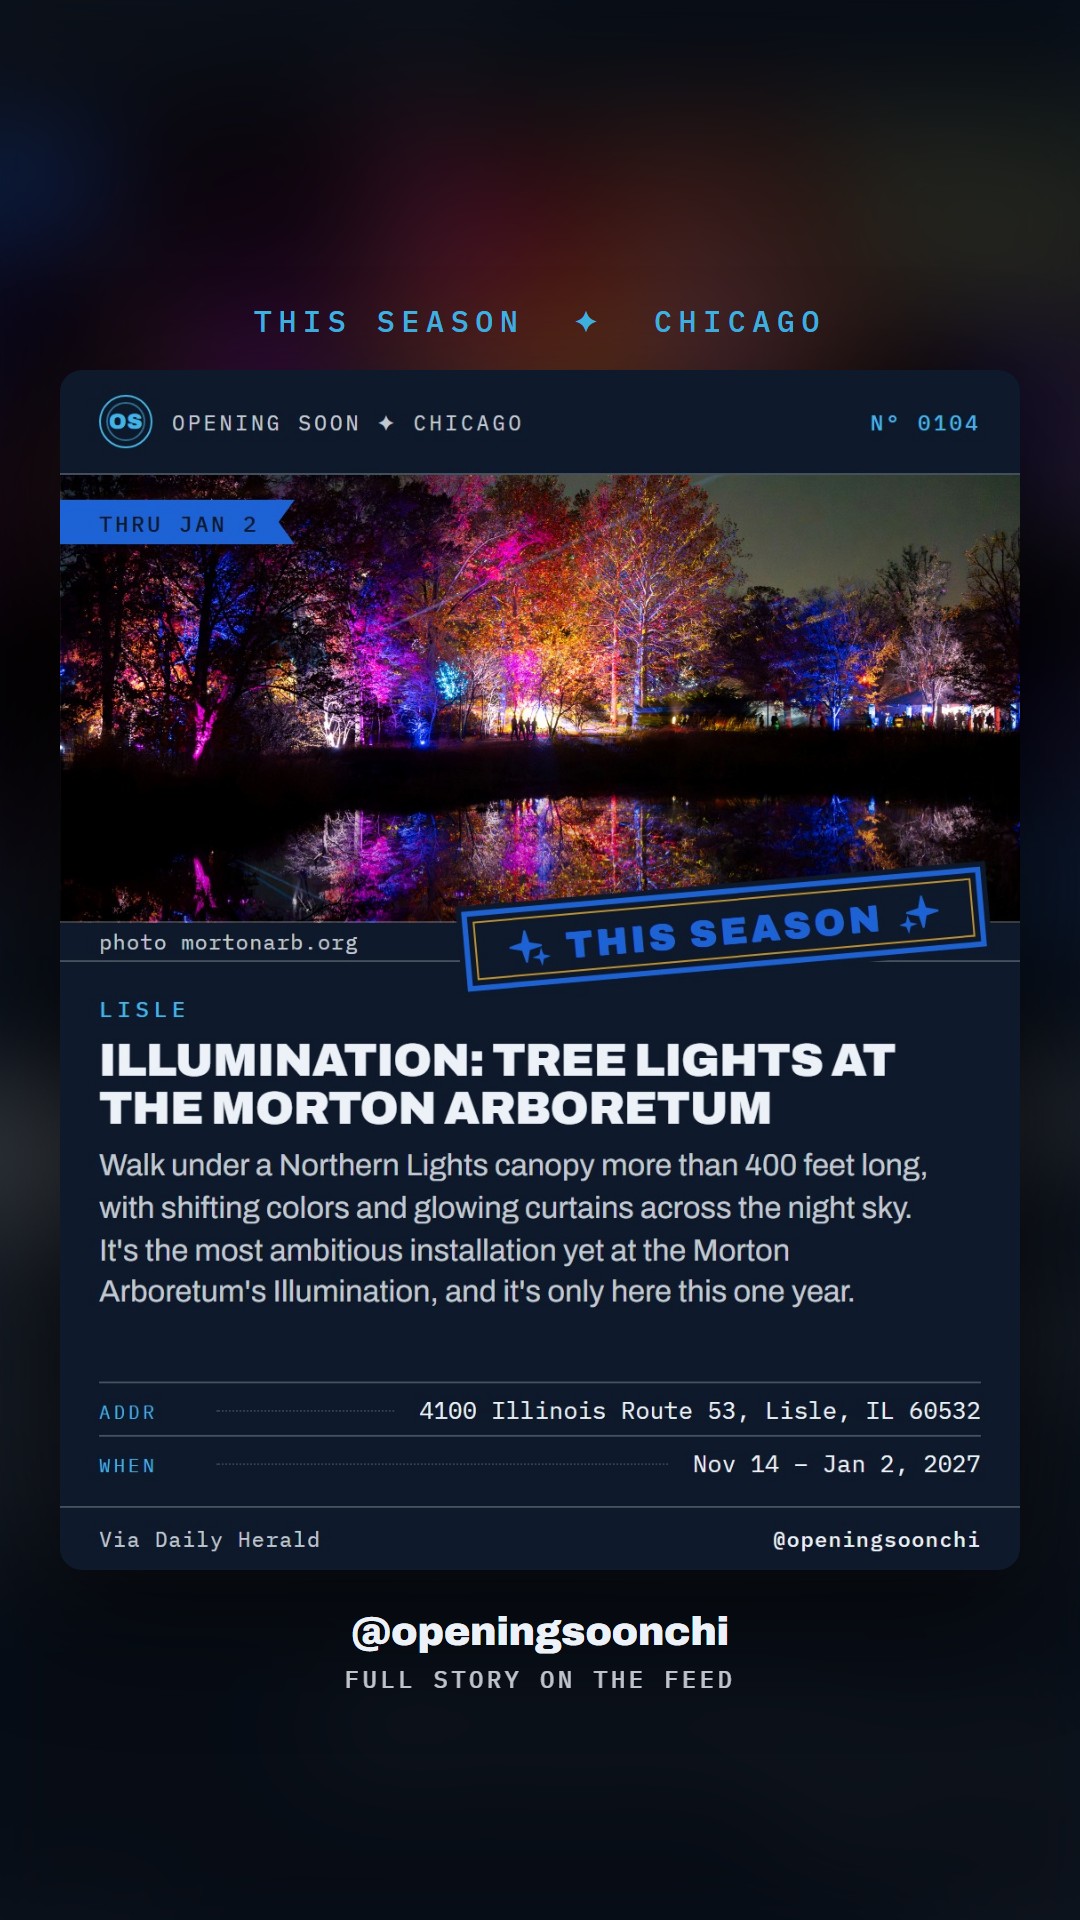 THIS SEASON ✦ CHICAGO
OS OPENING SOON ✦ CHICAGO N° 0104
THRU JAN 2
photo mortonarb.org
THIS SEASON
LISLE
ILLUMINATION: TREE LIGHTS AT
THE MORTON ARBORETUM
Walk under a Northern Lights canopy more than 400 feet long,
with shifting colors and glowing curtains across the night sky.
It's the most ambitious installation yet at the Morton
Arboretum's Illumination, and it's only here this one year.
ADDR 4100 Illinois Route 53, Lisle, IL 60532
WHEN Nov 14 – Jan 2, 2027
Via Daily Herald @openingsoonchi
@openingsoonchi
FULL STORY ON THE FEED